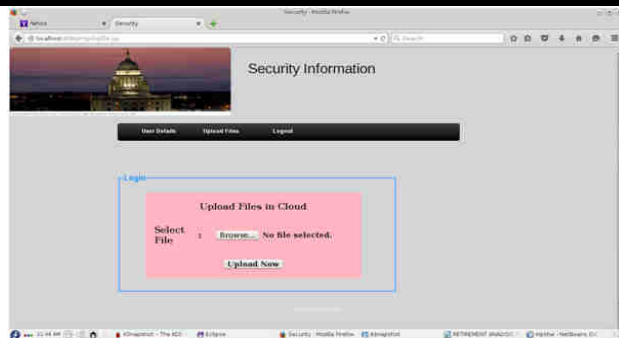 Security - Mozilla Firefox
Yahoo
Security
Search
Security Information
User Details Upload Files Logout
Login
Upload Files in Cloud
Select File : Browse... No file selected.
Upload Now
Eclipse
Security - Mozilla Firefox